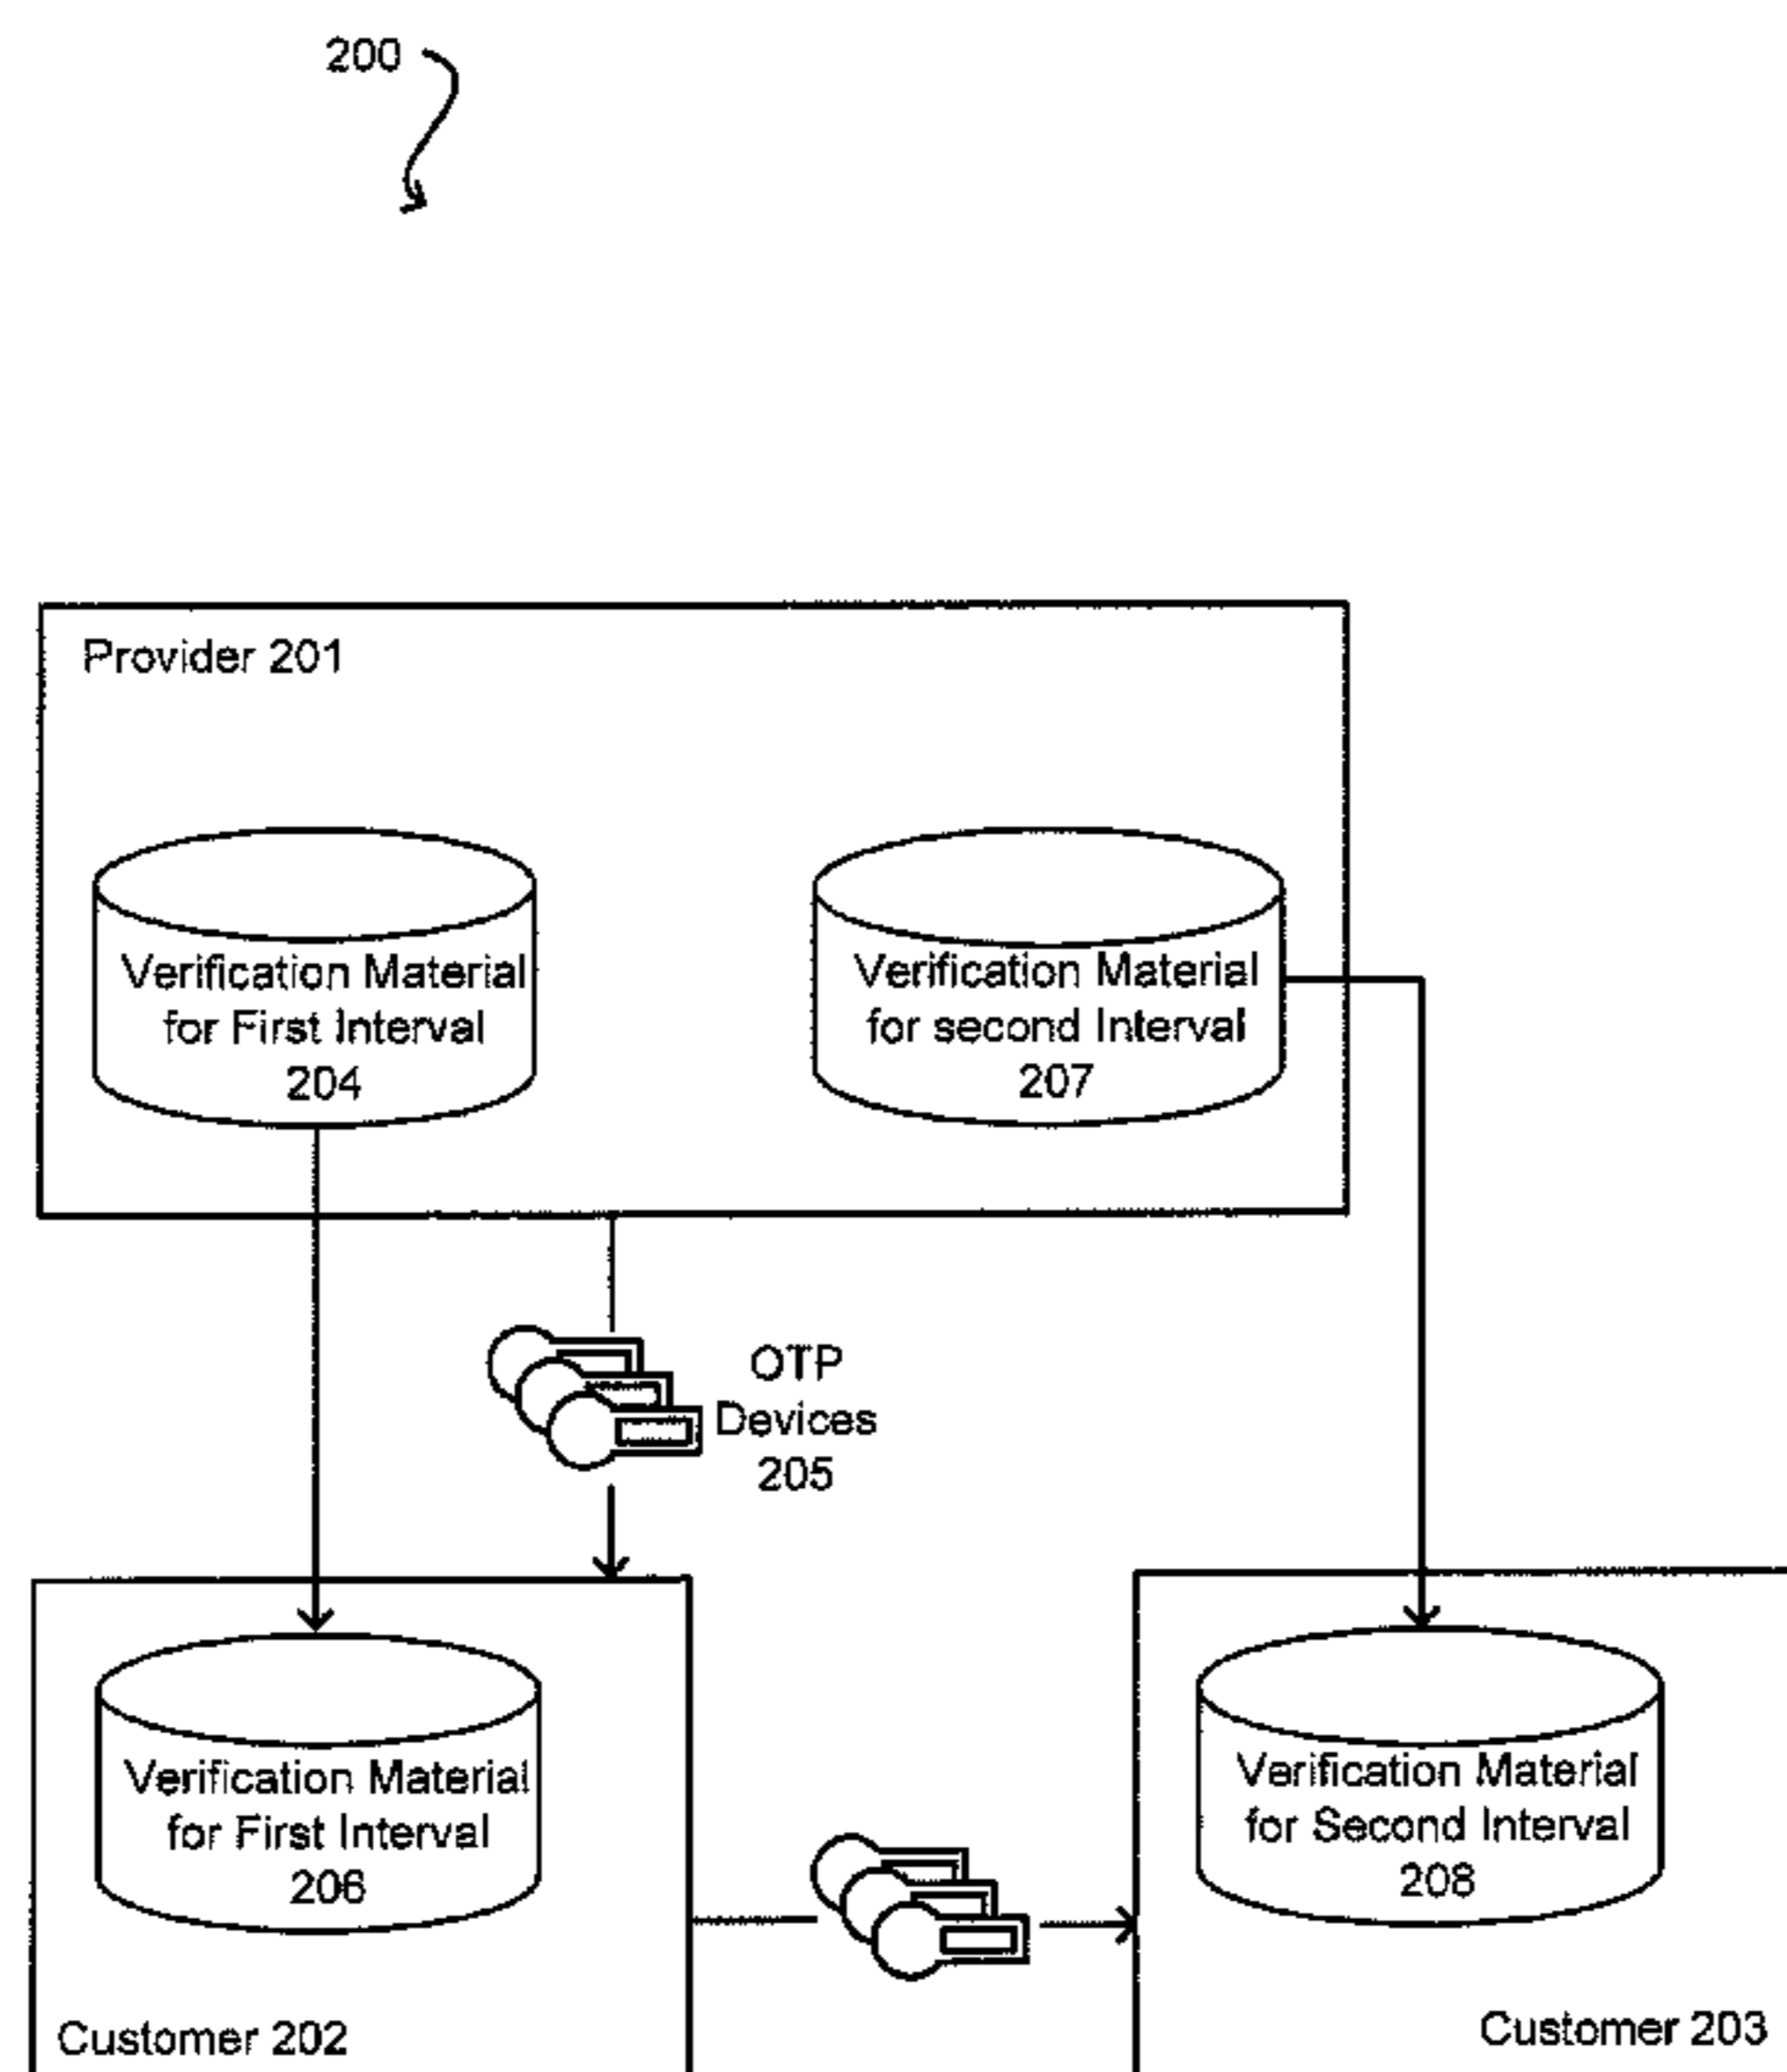 200
Provider 201
Verification Material
for First Interval
204
Verification Material
for second Interval
207
OTP
Devices
205
Verification Material
for First Interval
206
Verification Material
for Second Interval
208
Customer 202
Customer 203